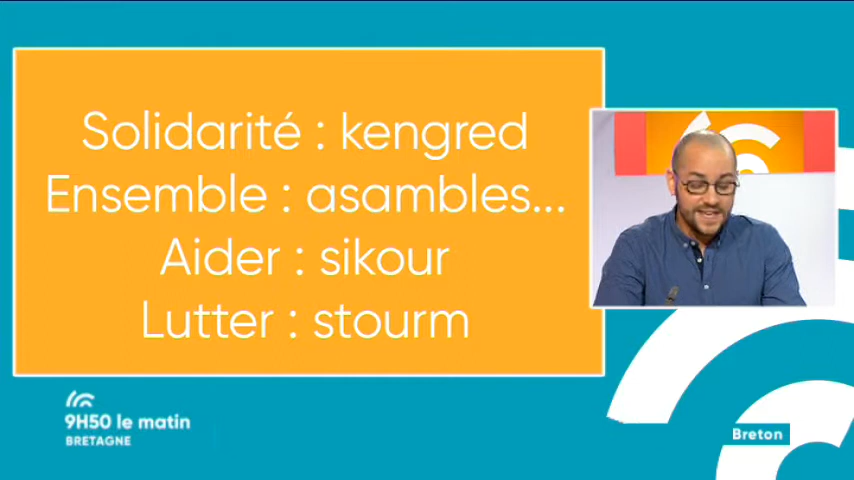 Solidarité : kengred
Ensemble : asambles...
Aider : sikour
Lutter : stourm
9H50 le matin
BRETAGNE
Breton